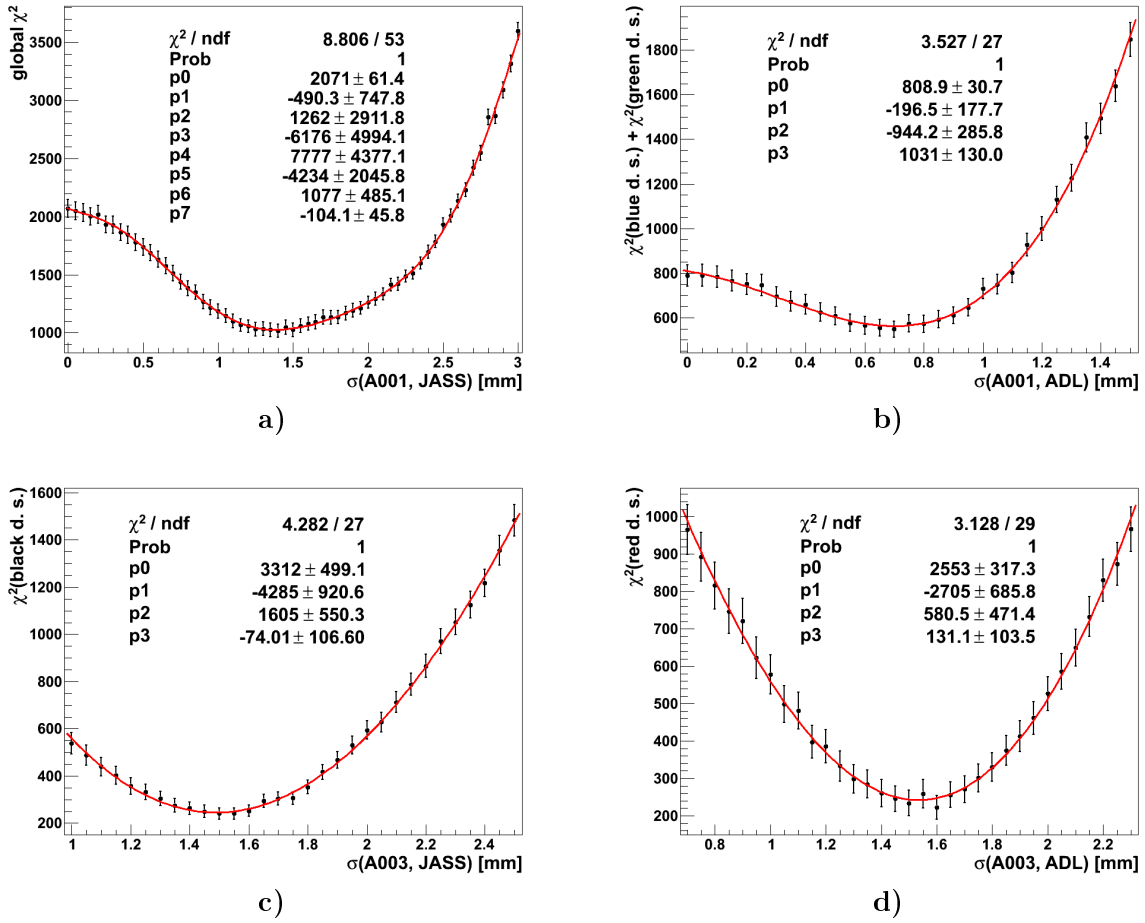 global χ²
3500
3000
2500
2000
1500
1000
χ² / ndf 8.806 / 53
Prob 1
p0 2071 ± 61.4
p1 -490.3 ± 747.8
p2 1262 ± 2911.8
p3 -6176 ± 4994.1
p4 7777 ± 4377.1
p5 -4234 ± 2045.8
p6 1077 ± 485.1
p7 -104.1 ± 45.8
0 0.5 1 1.5 2 2.5 3
σ(A001, JASS) [mm]
a)
χ²(blue d. s.) + χ²(green d. s.)
1800
1600
1400
1200
1000
800
600
χ² / ndf 3.527 / 27
Prob 1
p0 808.9 ± 30.7
p1 -196.5 ± 177.7
p2 -944.2 ± 285.8
p3 1031 ± 130.0
0 0.2 0.4 0.6 0.8 1 1.2 1.4
σ(A001, ADL) [mm]
b)
χ²(black d. s.)
1600
1400
1200
1000
800
600
400
200
χ² / ndf 4.282 / 27
Prob 1
p0 3312 ± 499.1
p1 -4285 ± 920.6
p2 1605 ± 550.3
p3 -74.01 ± 106.60
1 1.2 1.4 1.6 1.8 2 2.2 2.4
σ(A003, JASS) [mm]
c)
χ²(red d. s.)
1000
900
800
700
600
500
400
300
200
χ² / ndf 3.128 / 29
Prob 1
p0 2553 ± 317.3
p1 -2705 ± 685.8
p2 580.5 ± 471.4
p3 131.1 ± 103.5
0.8 1 1.2 1.4 1.6 1.8 2 2.2
σ(A003, ADL) [mm]
d)